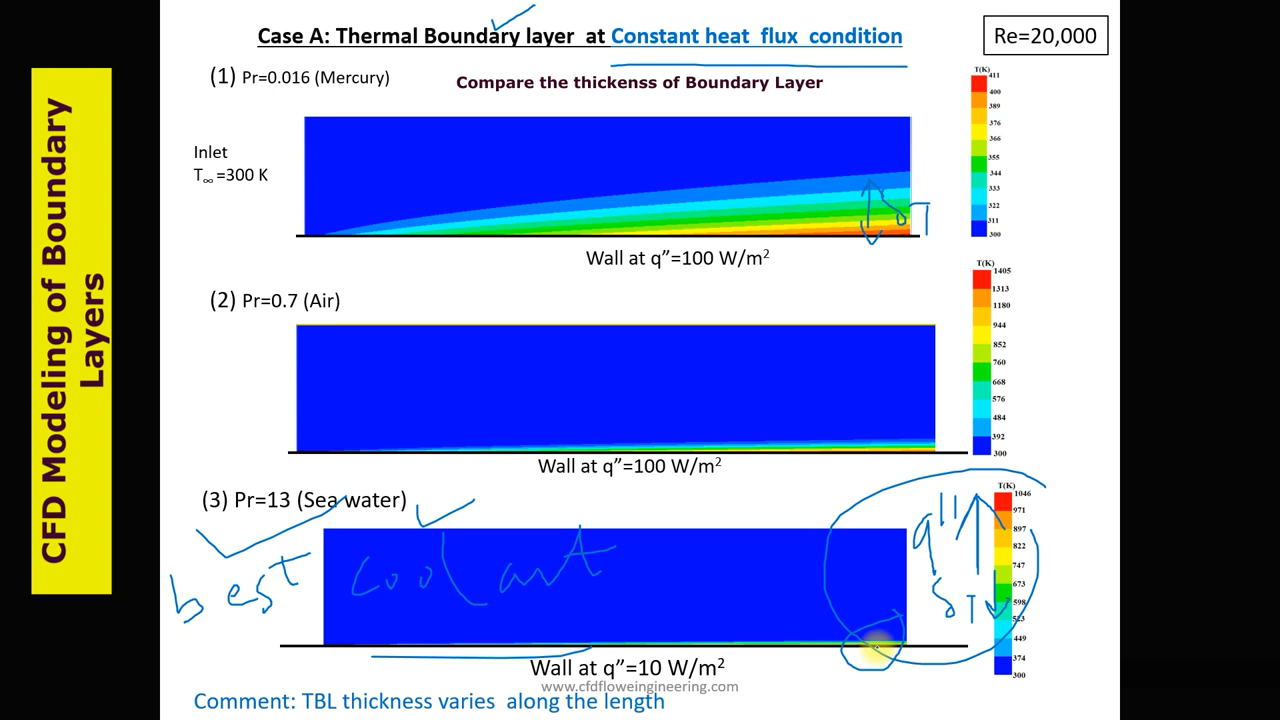 CFD Modeling of Boundary
Layers
Case A: Thermal Boundary layer at Constant heat flux condition
Re=20,000
(1) Pr=0.016 (Mercury)
Compare the thickenss of Boundary Layer
Inlet
T∞ =300 K
T(K)
411
400
389
376
366
355
344
333
322
311
300
δT
Wall at q”=100 W/m²
(2) Pr=0.7 (Air)
T(K)
1405
1313
1180
944
852
760
668
576
484
392
300
Wall at q”=100 W/m²
(3) Pr=13 (Sea water)
best coolant
q"↑
δT↓
T(K)
1046
971
897
822
747
673
598
523
449
374
300
Wall at q”=10 W/m²
www.cfdfloweingineering.com
Comment: TBL thickness varies along the length